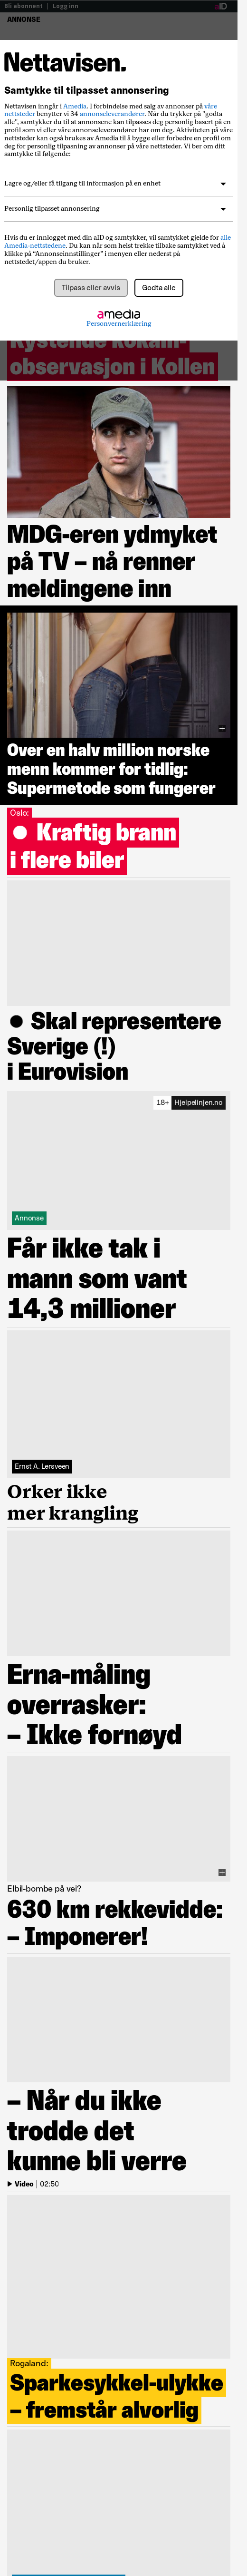 Bli abonnent | Logg inn
aID
ANNONSE
Nettavisen.
Samtykke til tilpasset annonsering
Nettavisen inngår i Amedia. I forbindelse med salg av annonser på våre
nettsteder benytter vi 34 annonseleverandører. Når du trykker på "godta
alle", samtykker du til at annonsene kan tilpasses deg personlig basert på en
profil som vi eller våre annonseleverandører har om deg. Aktiviteten på våre
nettsteder kan også brukes av Amedia til å bygge eller forbedre en profil om
deg for personlig tilpasning av annonser på våre nettsteder. Vi ber om ditt
samtykke til følgende:
Lagre og/eller få tilgang til informasjon på en enhet
Personlig tilpasset annonsering
Hvis du er innlogget med din aID og samtykker, vil samtykket gjelde for alle
Amedia-nettstedene. Du kan når som helst trekke tilbake samtykket ved å
klikke på “Annonseinnstillinger” i menyen eller nederst på
nettstedet/appen du bruker.
Tilpass eller avvis
Godta alle
amedia
Personvernerklæring
Rystende kokain-
observasjon i Kollen
MDG-eren ydmyket
på TV – nå renner
meldingene inn
Over en halv million norske
menn kommer for tidlig:
Supermetode som fungerer
Oslo:
● Kraftig brann
i flere biler
● Skal representere
Sverige (!)
i Eurovision
18+ Hjelpelinjen.no
Annonse
Får ikke tak i
mann som vant
14,3 millioner
Ernst A. Lersveen
Orker ikke
mer krangling
Erna-måling
overrasker:
– Ikke fornøyd
Elbil-bombe på vei?
630 km rekkevidde:
– Imponerer!
– Når du ikke
trodde det
kunne bli verre
Video | 02:50
Rogaland:
Sparkesykkel-ulykke
– fremstår alvorlig